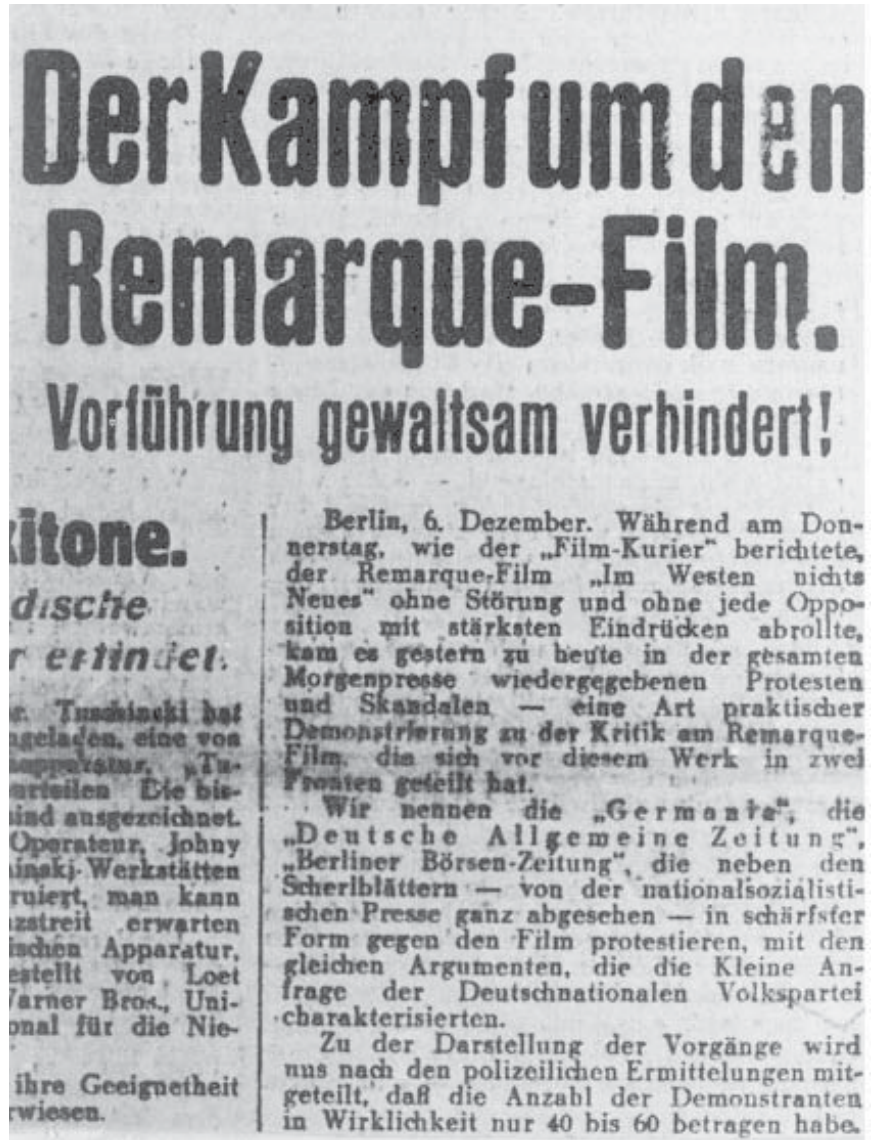 Der Kampf um den
Remarque-Film.
Vorführung gewaltsam verhindert!
itone.
dische
r erfindet.
r. Tuschinski hat
ngeladen, eine von
napparatur, „Tu-
urteilen Die bis-
sind ausgezeichnet.
Operateur, Johny
inski-Werkstätten
ruiert, man kann
nzstreit erwarten
ischen Apparatur,
estellt von Loet
Warner Bros., Uni-
onal für die Nie-
ihre Geeignetheit
rwiesen.
Berlin, 6. Dezember. Während am Don-
nerstag, wie der „Film-Kurier“ berichtete,
der Remarque-Film „Im Westen nichts
Neues“ ohne Störung und ohne jede Oppo-
sition mit stärksten Eindrücken abrollte,
kam es gestern zu heute in der gesamten
Morgenpresse wiedergegebenen Protesten
und Skandalen — eine Art praktischer
Demonstrierung zu der Kritik am Remarque-
Film, die sich vor diesem Werk in zwei
Fronten geteilt hat.
Wir nennen die „Germania“, die
„Deutsche Allgemeine Zeitung“,
„Berliner Börsen-Zeitung“, die neben den
Scherlblättern — von der nationalsozialisti-
schen Presse ganz abgesehen — in schärfster
Form gegen den Film protestieren, mit den
gleichen Argumenten, die die Kleine An-
frage der Deutschnationalen Volkspartei
charakterisierten.
Zu der Darstellung der Vorgänge wird
uns nach den polizeilichen Ermittelungen mit-
geteilt, daß die Anzahl der Demonstranten
in Wirklichkeit nur 40 bis 60 betragen habe.